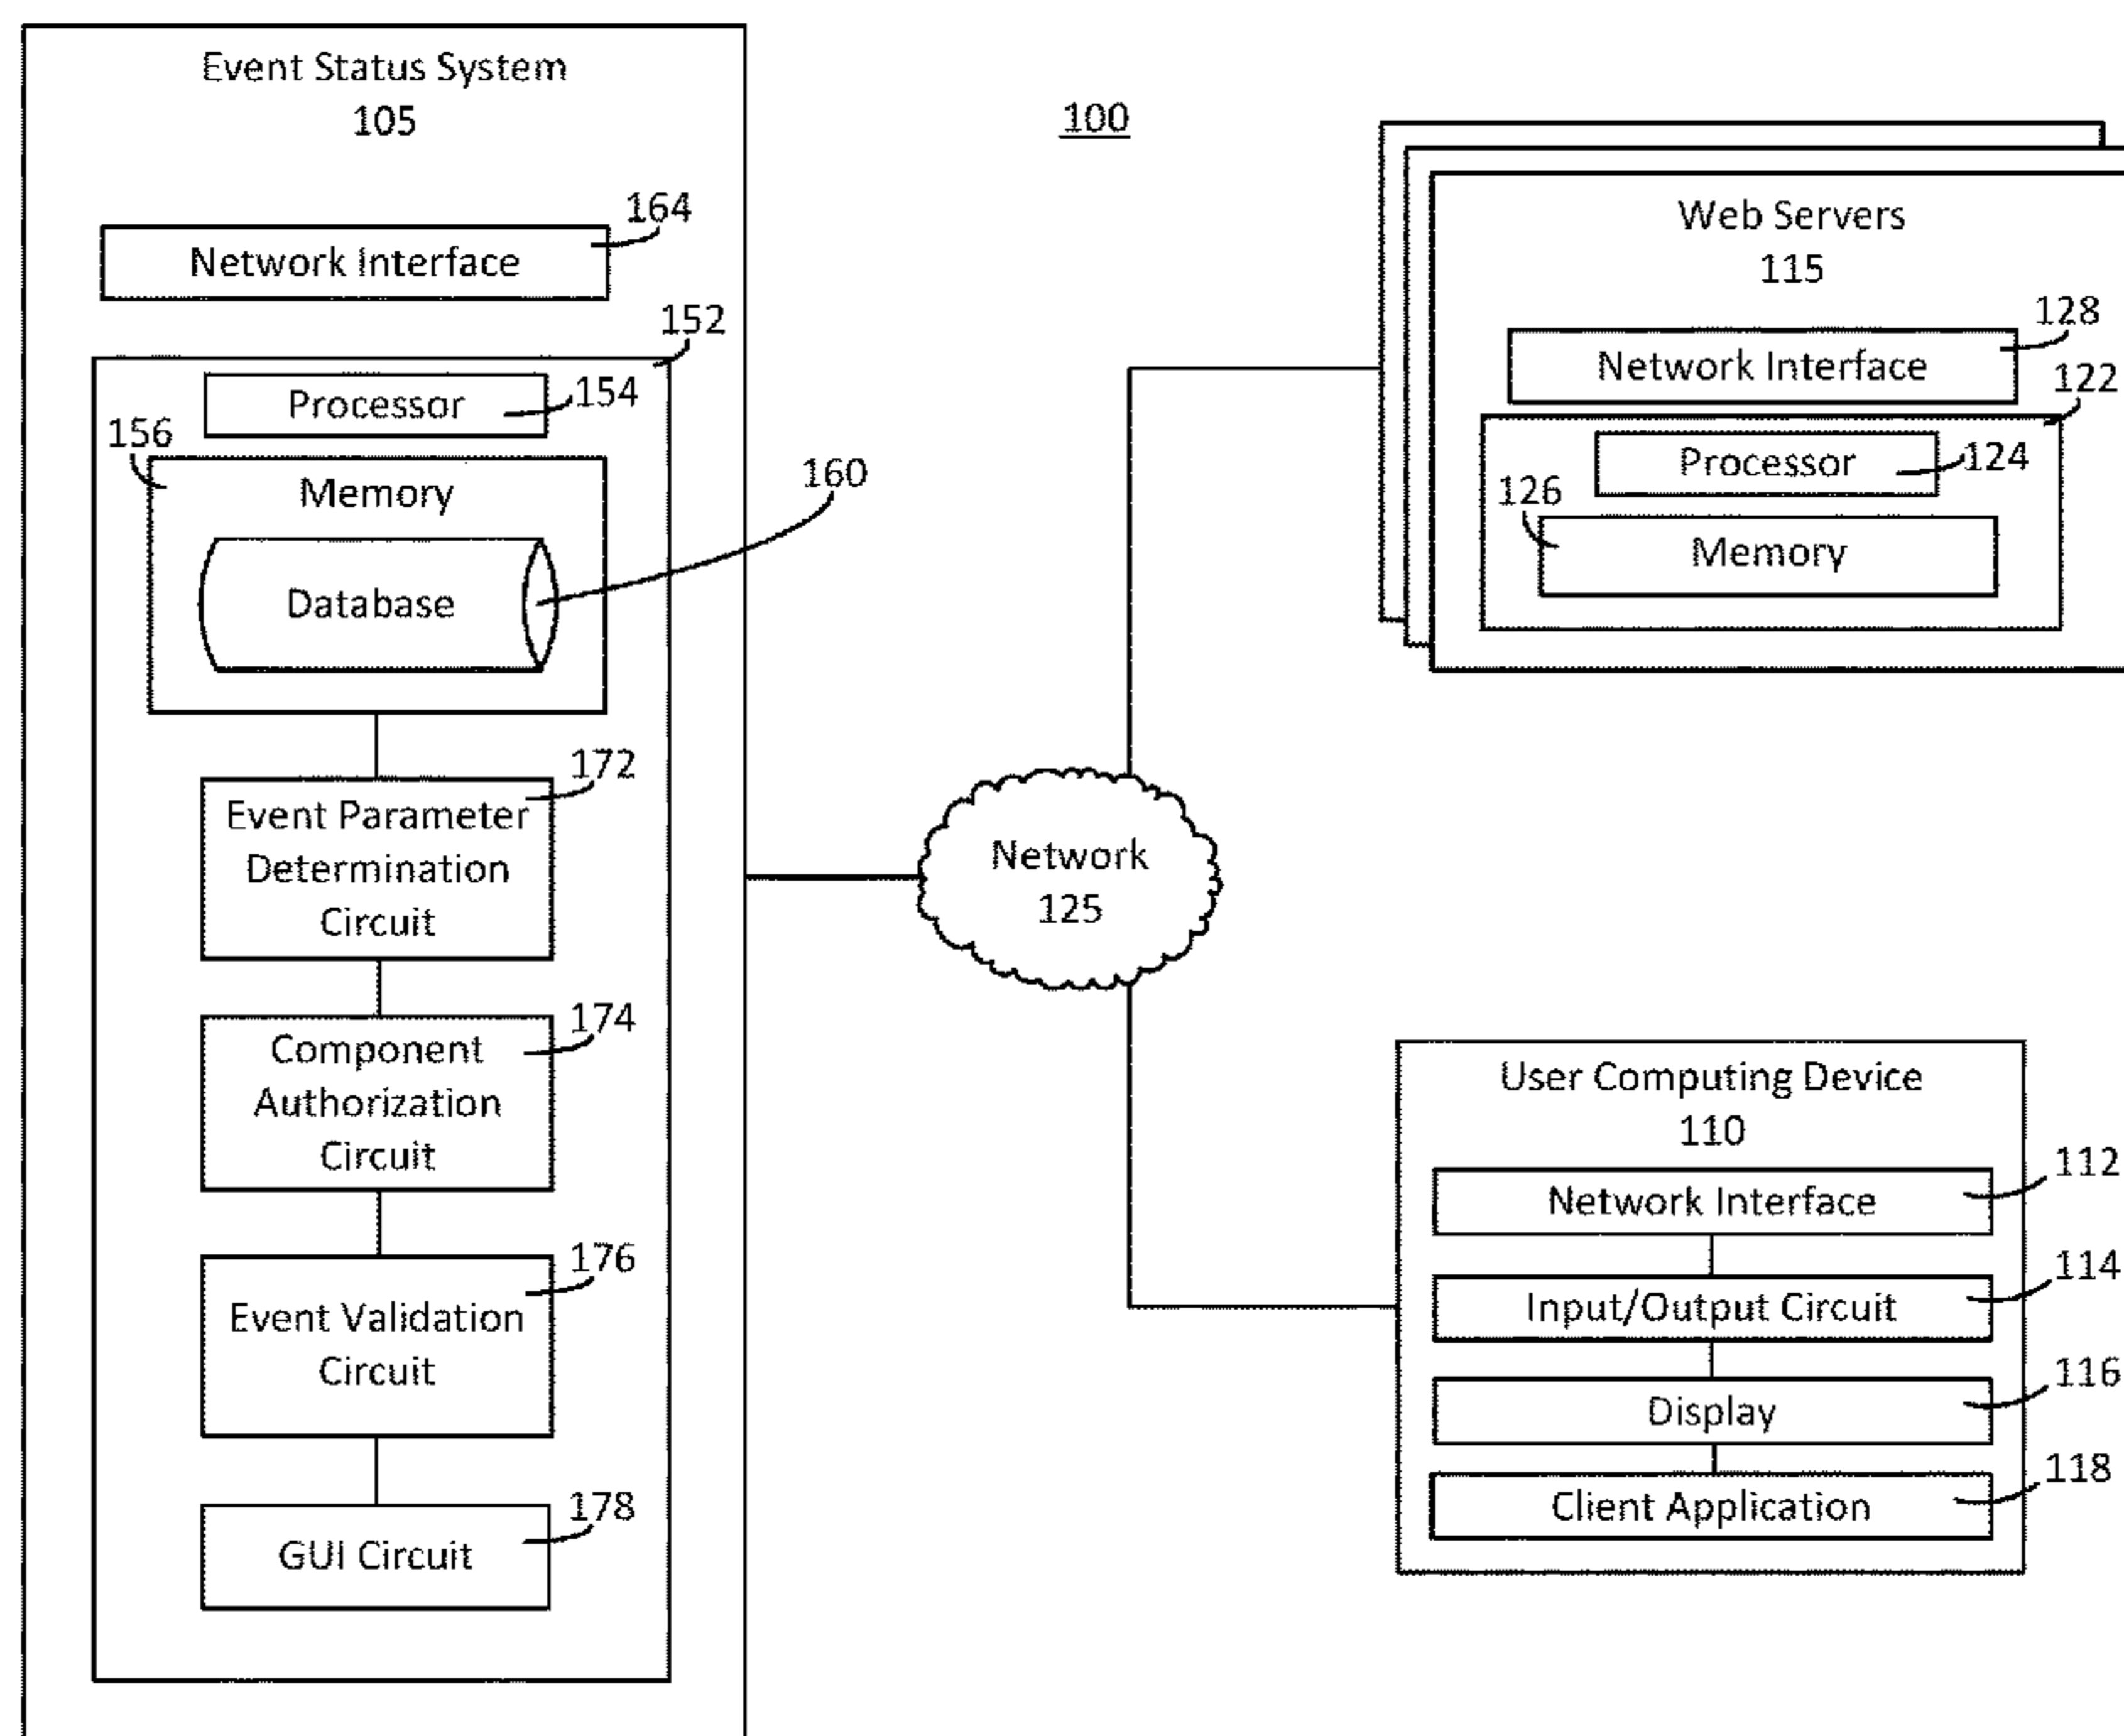 Event Status System
105
164
Network Interface
152
Processor
154
156
Memory
160
Database
172
Event Parameter
Determination
Circuit
174
Component
Authorization
Circuit
176
Event Validation
Circuit
178
GUI Circuit
100
Network
125
Web Servers
115
128
Network Interface
122
Processor
124
126
Memory
User Computing Device
110
112
Network Interface
114
Input/Output Circuit
116
Display
118
Client Application